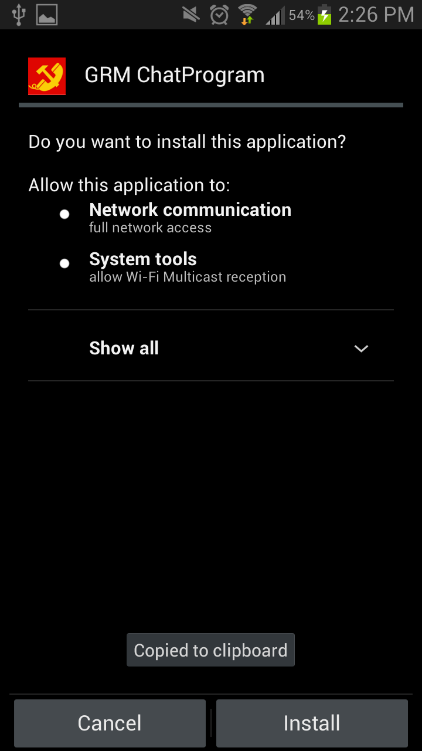 54% 2:26 PM
GRM ChatProgram
Do you want to install this application?
Allow this application to:
Network communication
full network access
System tools
allow Wi-Fi Multicast reception
Show all
Copied to clipboard
Cancel Install